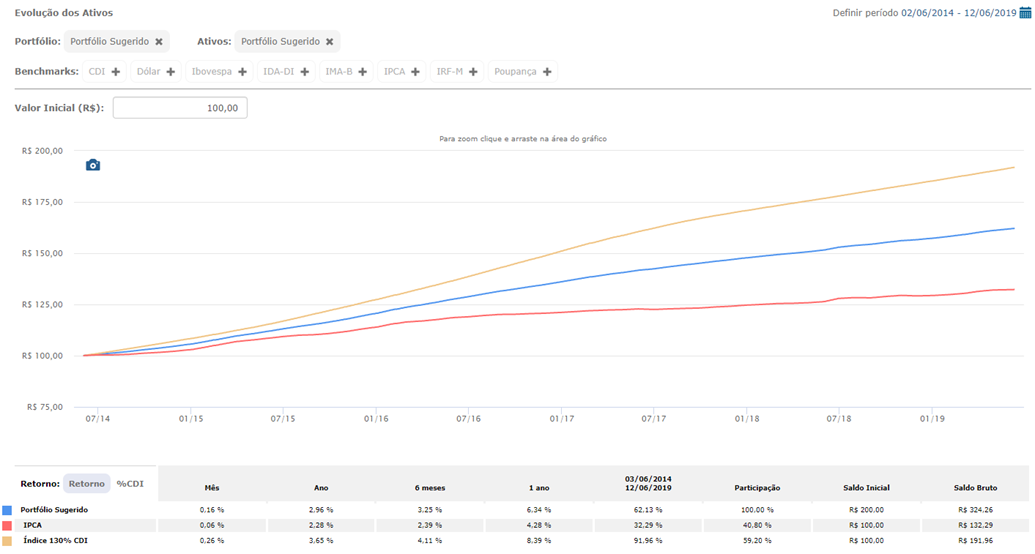 Evolução dos Ativos
Definir período 02/06/2014 - 12/06/2019
Portfólio: Portfólio Sugerido ✖ Ativos: Portfólio Sugerido ✖
Benchmarks: CDI + Dólar + Ibovespa + IDA-DI + IMA-B + IPCA + IRF-M + Poupança +
Valor Inicial (R$): 100,00
Para zoom clique e arraste na área do gráfico
R$ 200,00
R$ 175,00
R$ 150,00
R$ 125,00
R$ 100,00
R$ 75,00
07/14 01/15 07/15 01/16 07/16 01/17 07/17 01/18 07/18 01/19
Retorno: Retorno %CDI
Mês Ano 6 meses 1 ano 03/06/2014 12/06/2019 Participação Saldo Inicial Saldo Bruto
Portfólio Sugerido 0.16 % 2.96 % 3.25 % 6,34 % 62,13 % 100.00 % R$ 200.00 R$ 324.26
IPCA 0,06 % 2,28 % 2,39 % 4,28 % 32,29 % 40,80 % R$ 100,00 R$ 132,29
Índice 130% CDI 0,26 % 3,65 % 4,11 % 8,39 % 91,96 % 59,20 % R$ 100,00 R$ 191,96